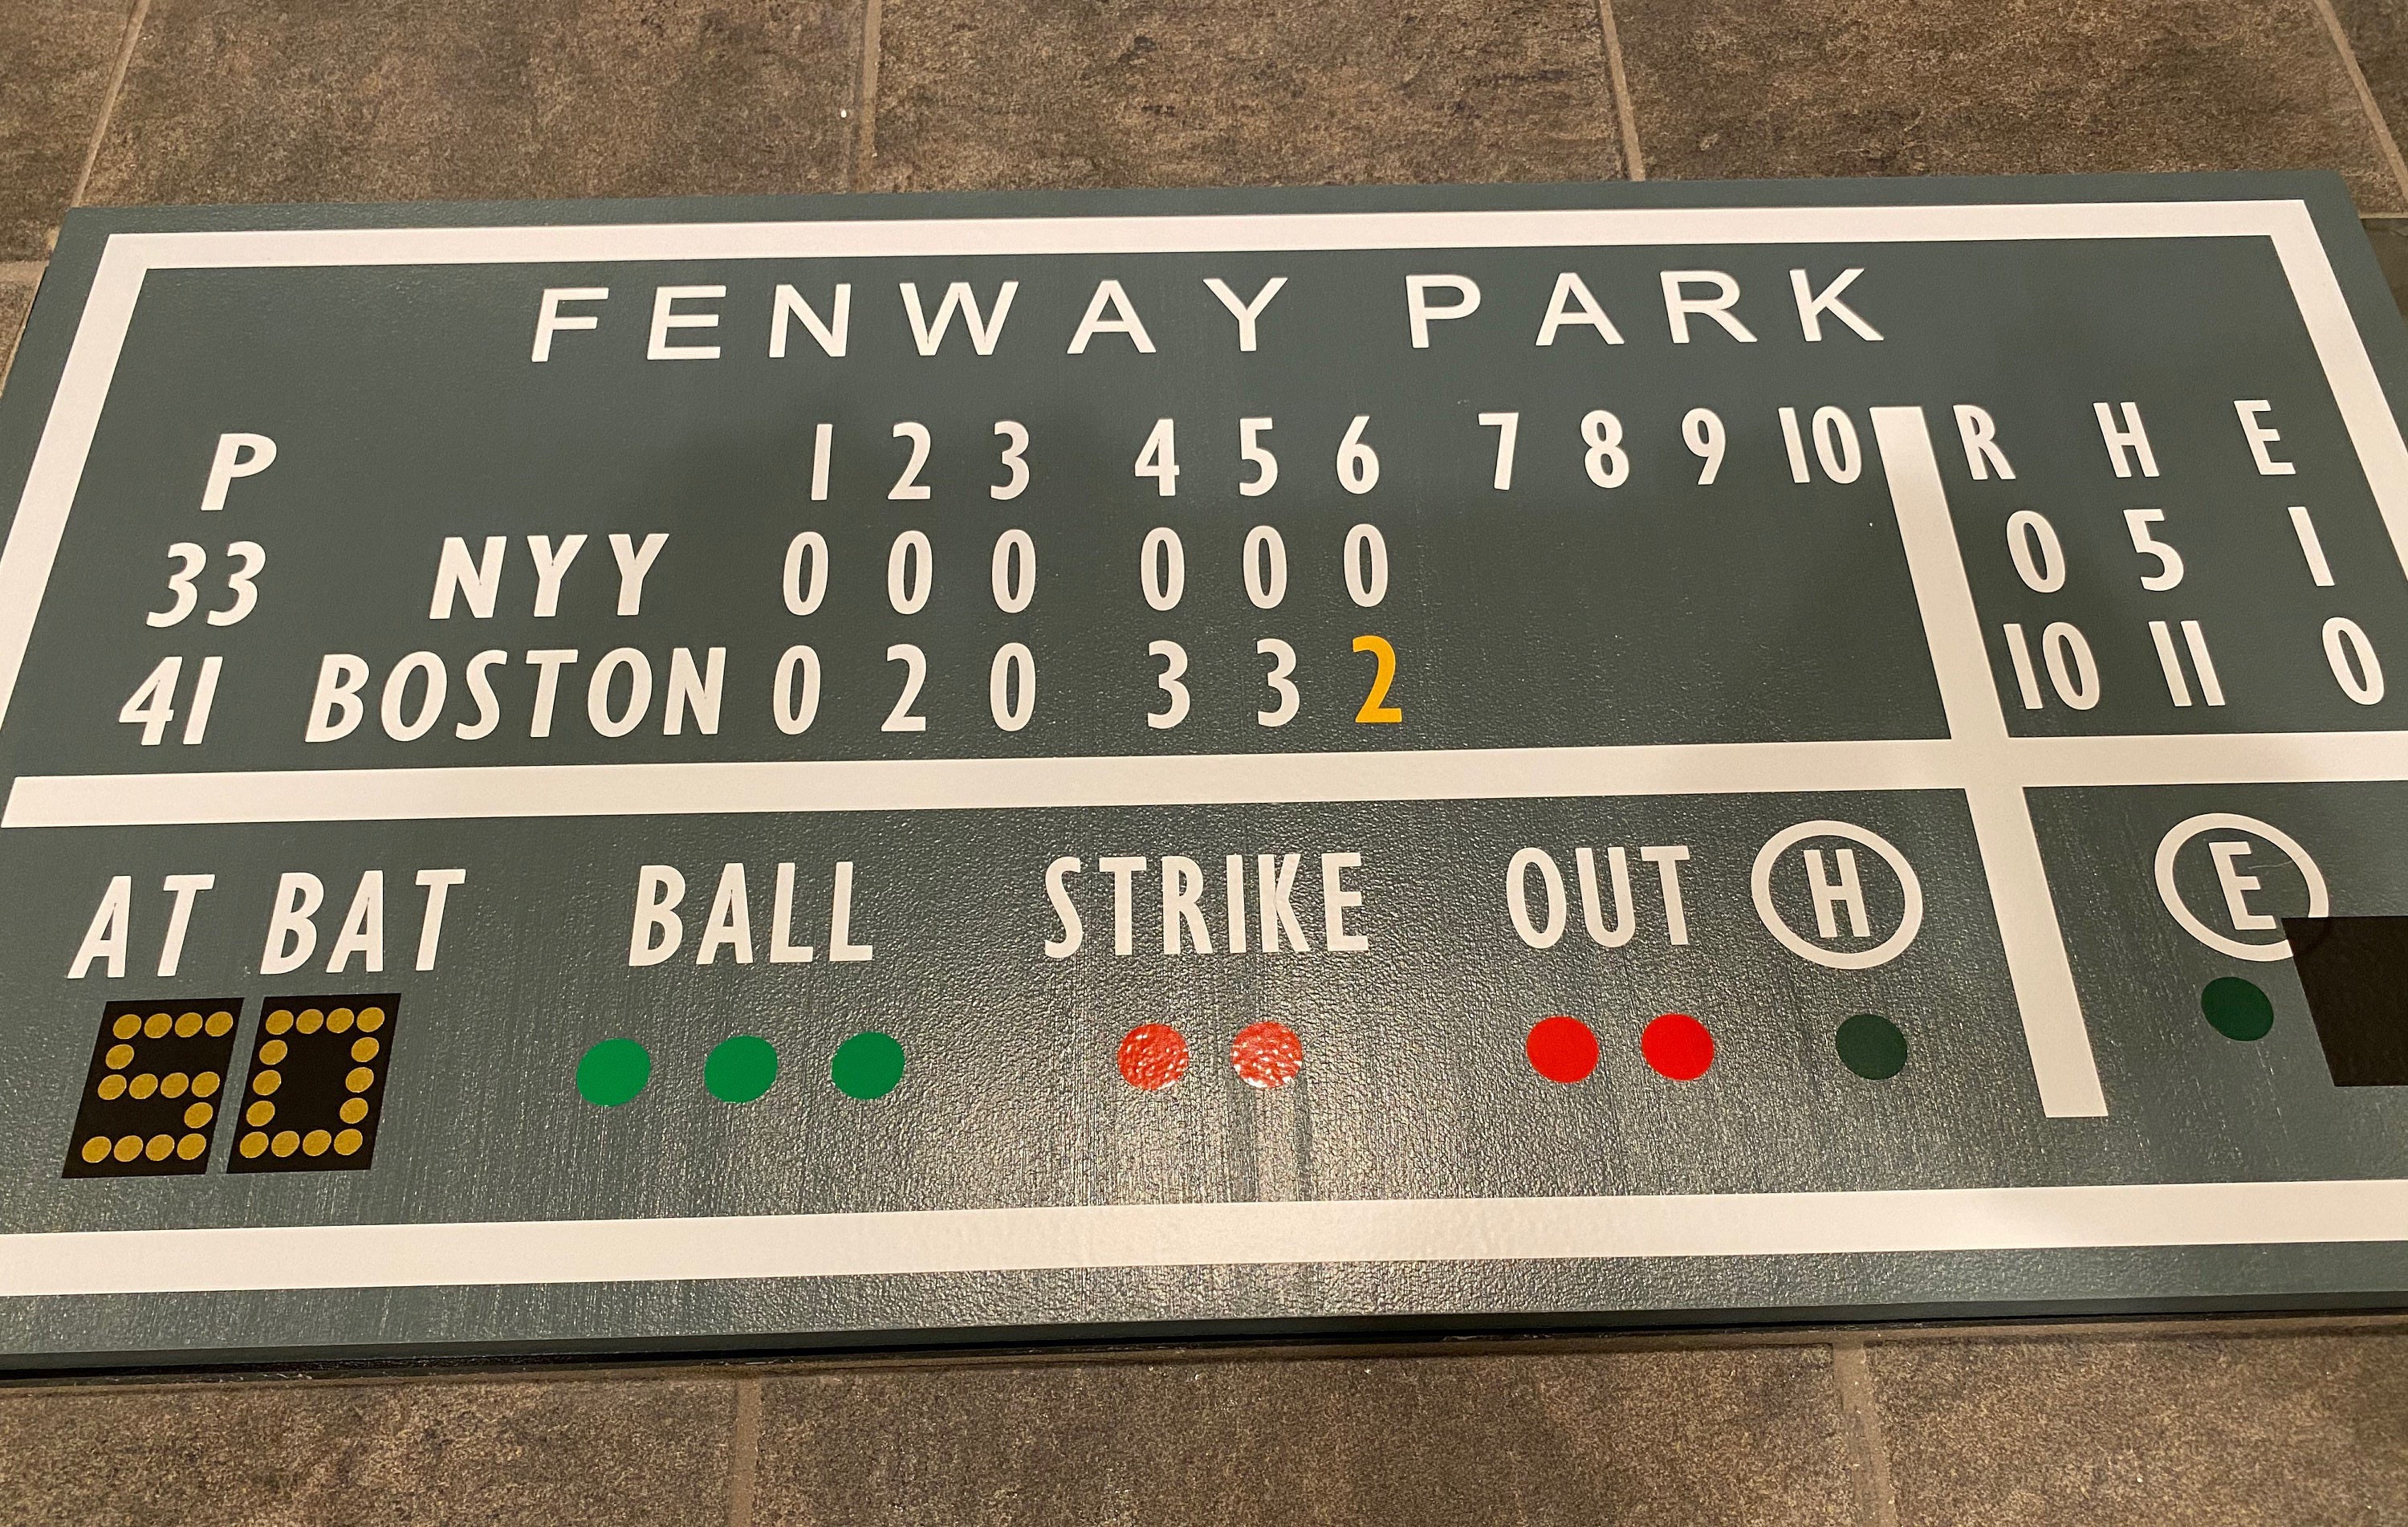 FENWAY PARK
P 1 2 3 4 5 6 7 8 9 10 R H E
33 NYY 0 0 0 0 0 0 0 5 1
41 BOSTON 0 2 0 3 3 2 10 11 0
AT BAT BALL STRIKE OUT H E
50